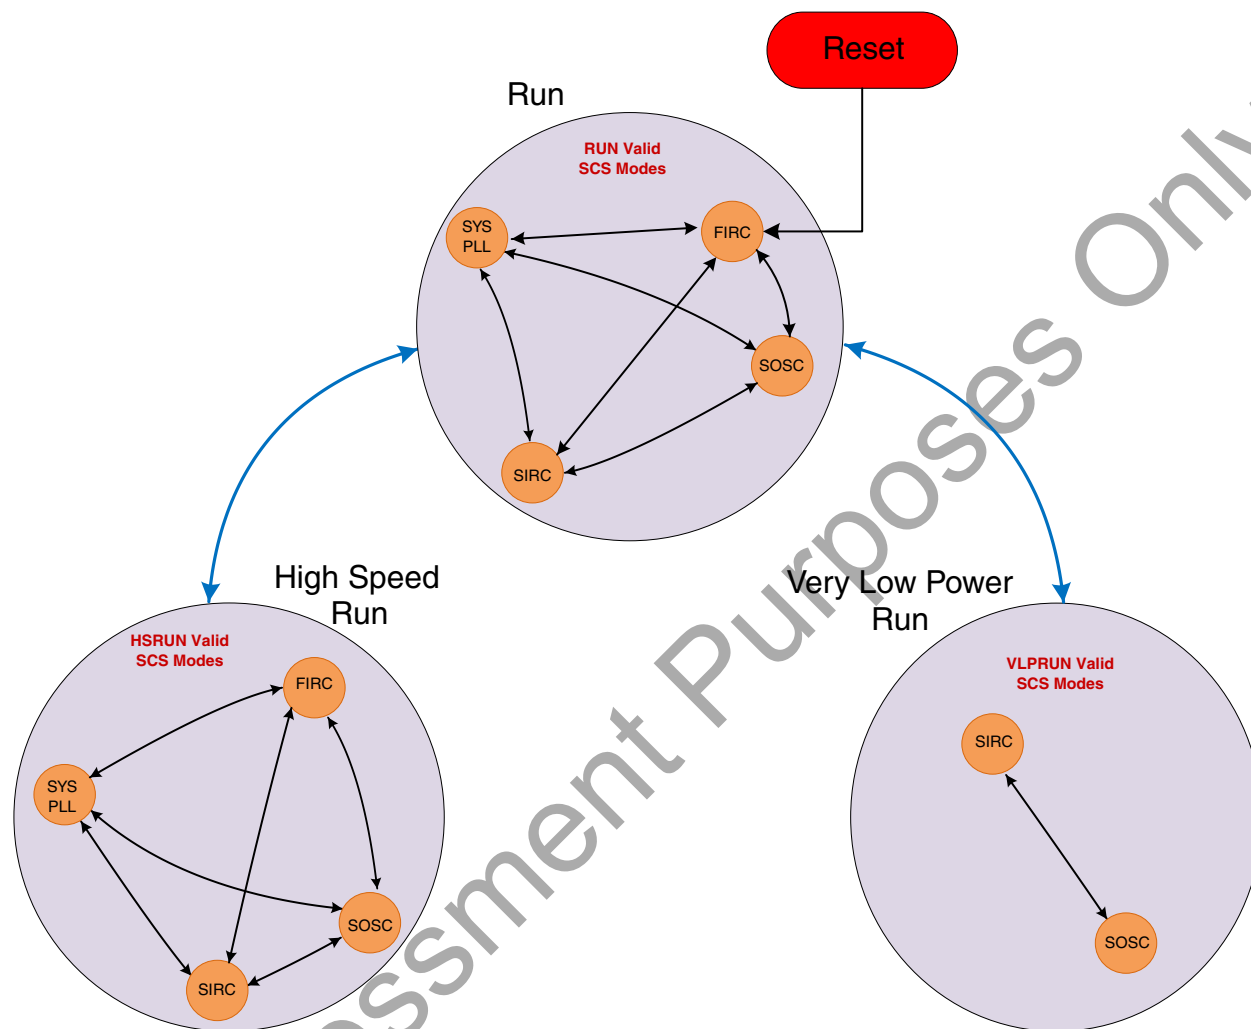 Reset
Run
RUN Valid
SCS Modes
SYS
PLL
FIRC
SOSC
SIRC
High Speed
Run
HSRUN Valid
SCS Modes
FIRC
SYS
PLL
SOSC
SIRC
Very Low Power
Run
VLPRUN Valid
SCS Modes
SIRC
SOSC
ssment Purposes Only